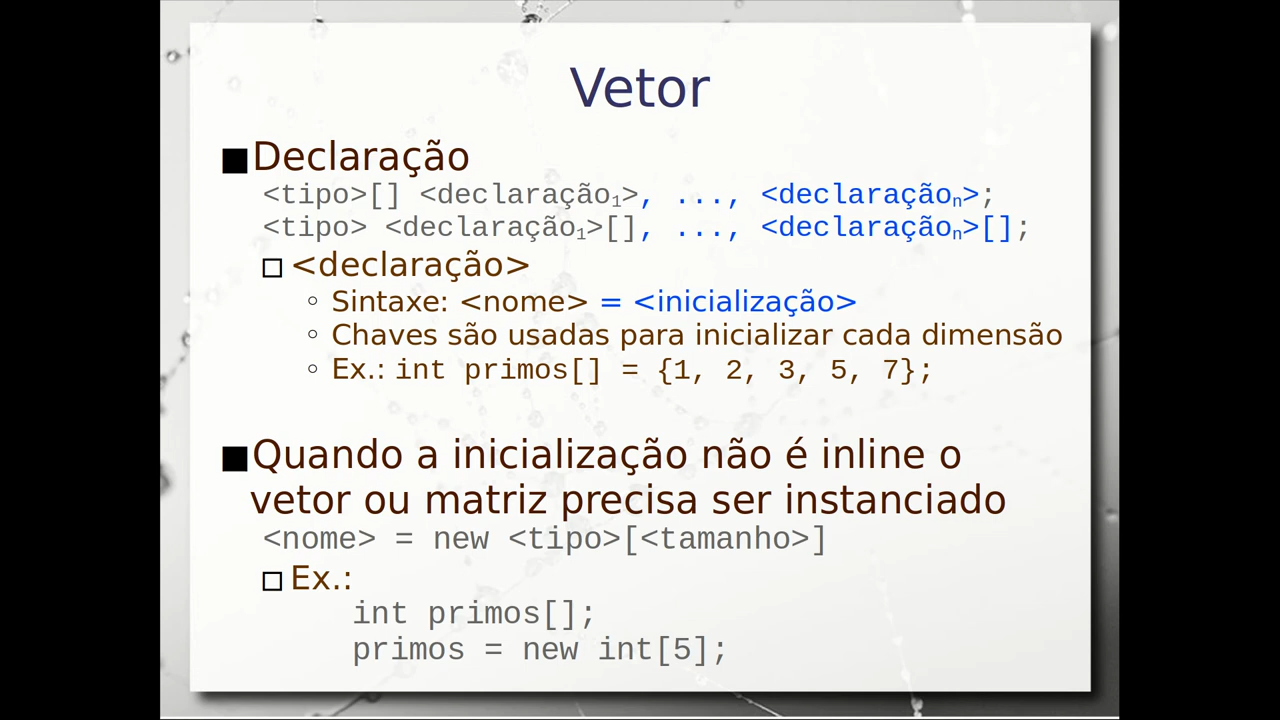 Vetor
Declaração
<tipo>[] <declaração₁>, ..., <declaraçãoₙ>;
<tipo> <declaração₁>[], ..., <declaraçãoₙ>[];
<declaração>
Sintaxe: <nome> = <inicialização>
Chaves são usadas para inicializar cada dimensão
Ex.: int primos[] = {1, 2, 3, 5, 7};
Quando a inicialização não é inline o
vetor ou matriz precisa ser instanciado
<nome> = new <tipo>[<tamanho>]
Ex.:
int primos[];
primos = new int[5];